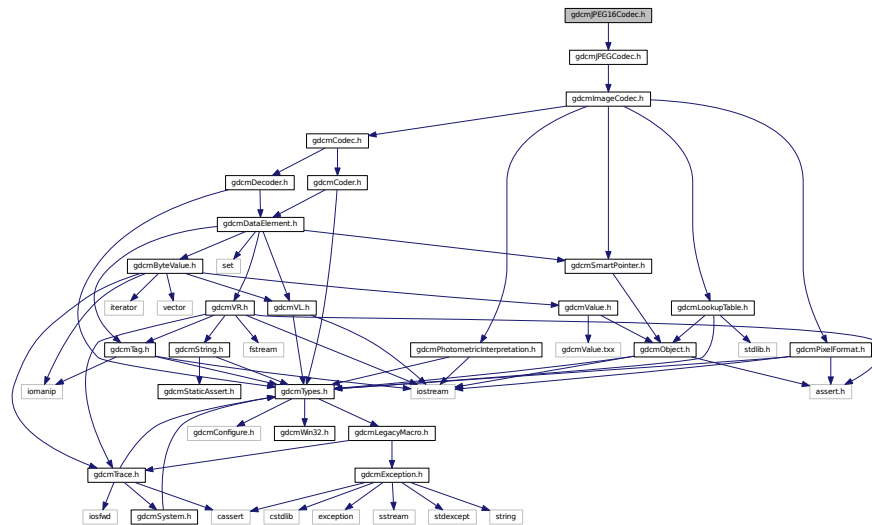 gdcmJPEG16Codec.h
gdcmJPEGCodec.h
gdcmImageCodec.h
gdcmCodec.h
gdcmDecoder.h
gdcmCoder.h
gdcmDataElement.h
gdcmByteValue.h
set
gdcmSmartPointer.h
iterator
vector
gdcmVR.h
gdcmVL.h
gdcmValue.h
gdcmLookupTable.h
gdcmTag.h
gdcmString.h
fstream
gdcmPhotometricInterpretation.h
gdcmValue.txx
gdcmObject.h
stdlib.h
gdcmPixelFormat.h
iomanip
gdcmStaticAssert.h
gdcmTypes.h
iostream
assert.h
gdcmConfigure.h
gdcmWin32.h
gdcmLegacyMacro.h
gdcmTrace.h
gdcmException.h
iosfwd
gdcmSystem.h
cassert
cstdlib
exception
sstream
stdexcept
string